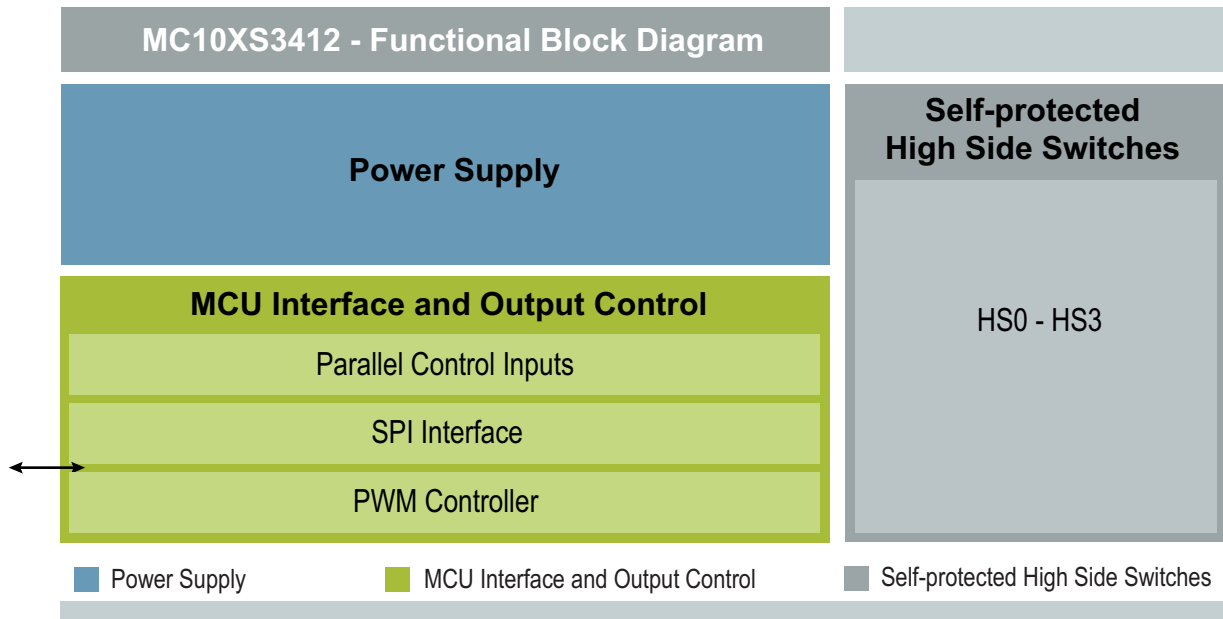 MC10XS3412 - Functional Block Diagram
Power Supply
Self-protected
High Side Switches
MCU Interface and Output Control
Parallel Control Inputs
SPI Interface
PWM Controller
HS0 - HS3
Power Supply
MCU Interface and Output Control
Self-protected High Side Switches